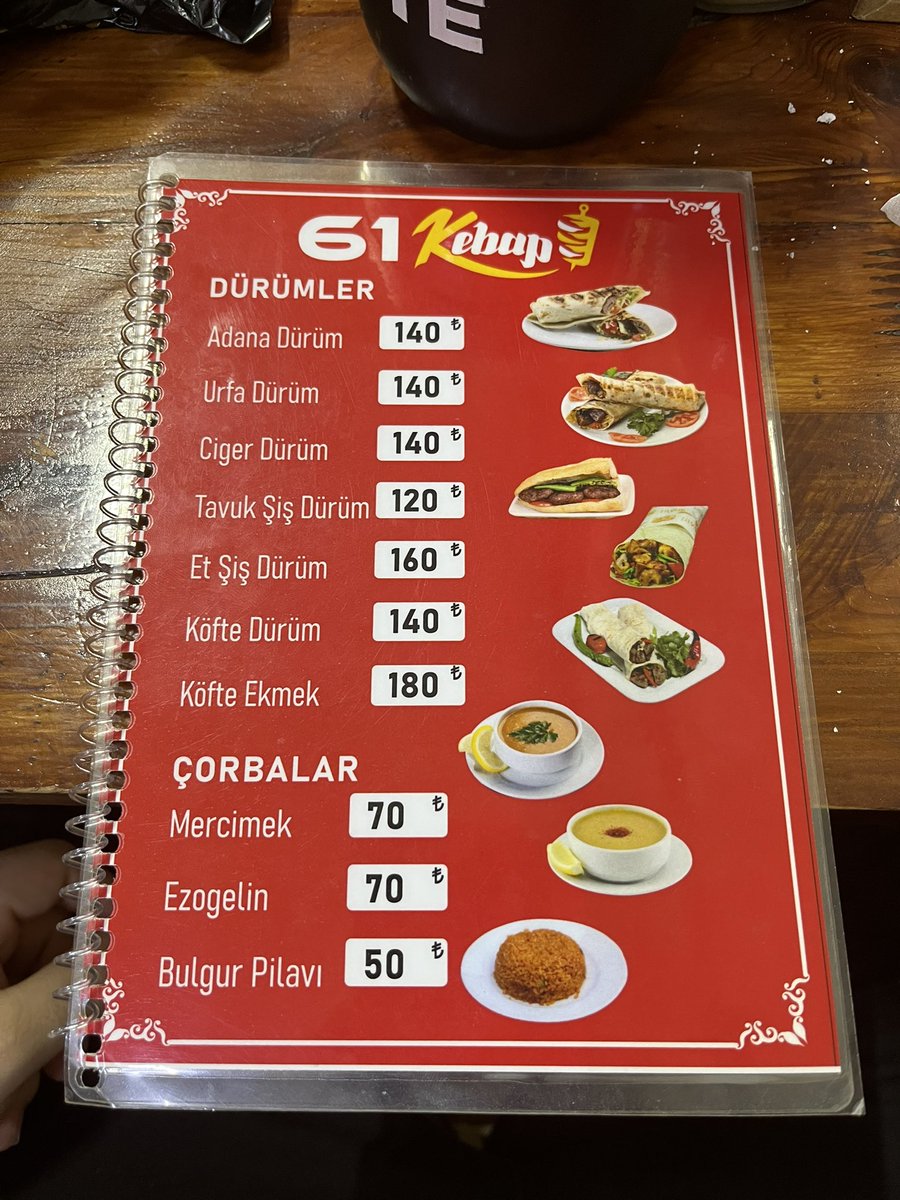 TE
61 Kebap
DÜRÜMLER
Adana Dürüm 140 ₺
Urfa Dürüm 140 ₺
Ciger Dürüm 140 ₺
Tavuk Şiş Dürüm 120 ₺
Et Şiş Dürüm 160 ₺
Köfte Dürüm 140 ₺
Köfte Ekmek 180 ₺
ÇORBALAR
Mercimek 70 ₺
Ezogelin 70 ₺
Bulgur Pilavı 50 ₺